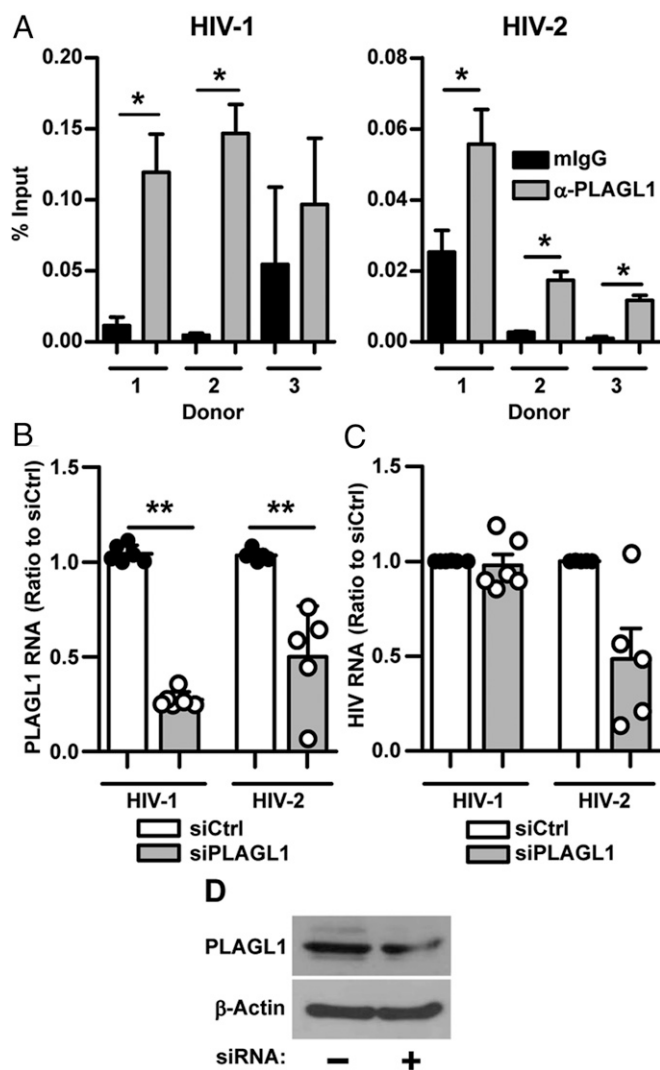 A
HIV-1
HIV-2
% Input
0.20
0.15
0.10
0.05
0.00
*
*
1
2
3
Donor
0.08
0.06
0.04
0.02
0.00
*
*
*
mIgG
α-PLAGL1
1
2
3
Donor
B
PLAGL1 RNA (Ratio to siCtrl)
1.5
1.0
0.5
0.0
**
**
HIV-1
HIV-2
siCtrl
siPLAGL1
C
HIV RNA (Ratio to siCtrl)
1.5
1.0
0.5
0.0
HIV-1
HIV-2
siCtrl
siPLAGL1
D
PLAGL1
β-Actin
siRNA: − +